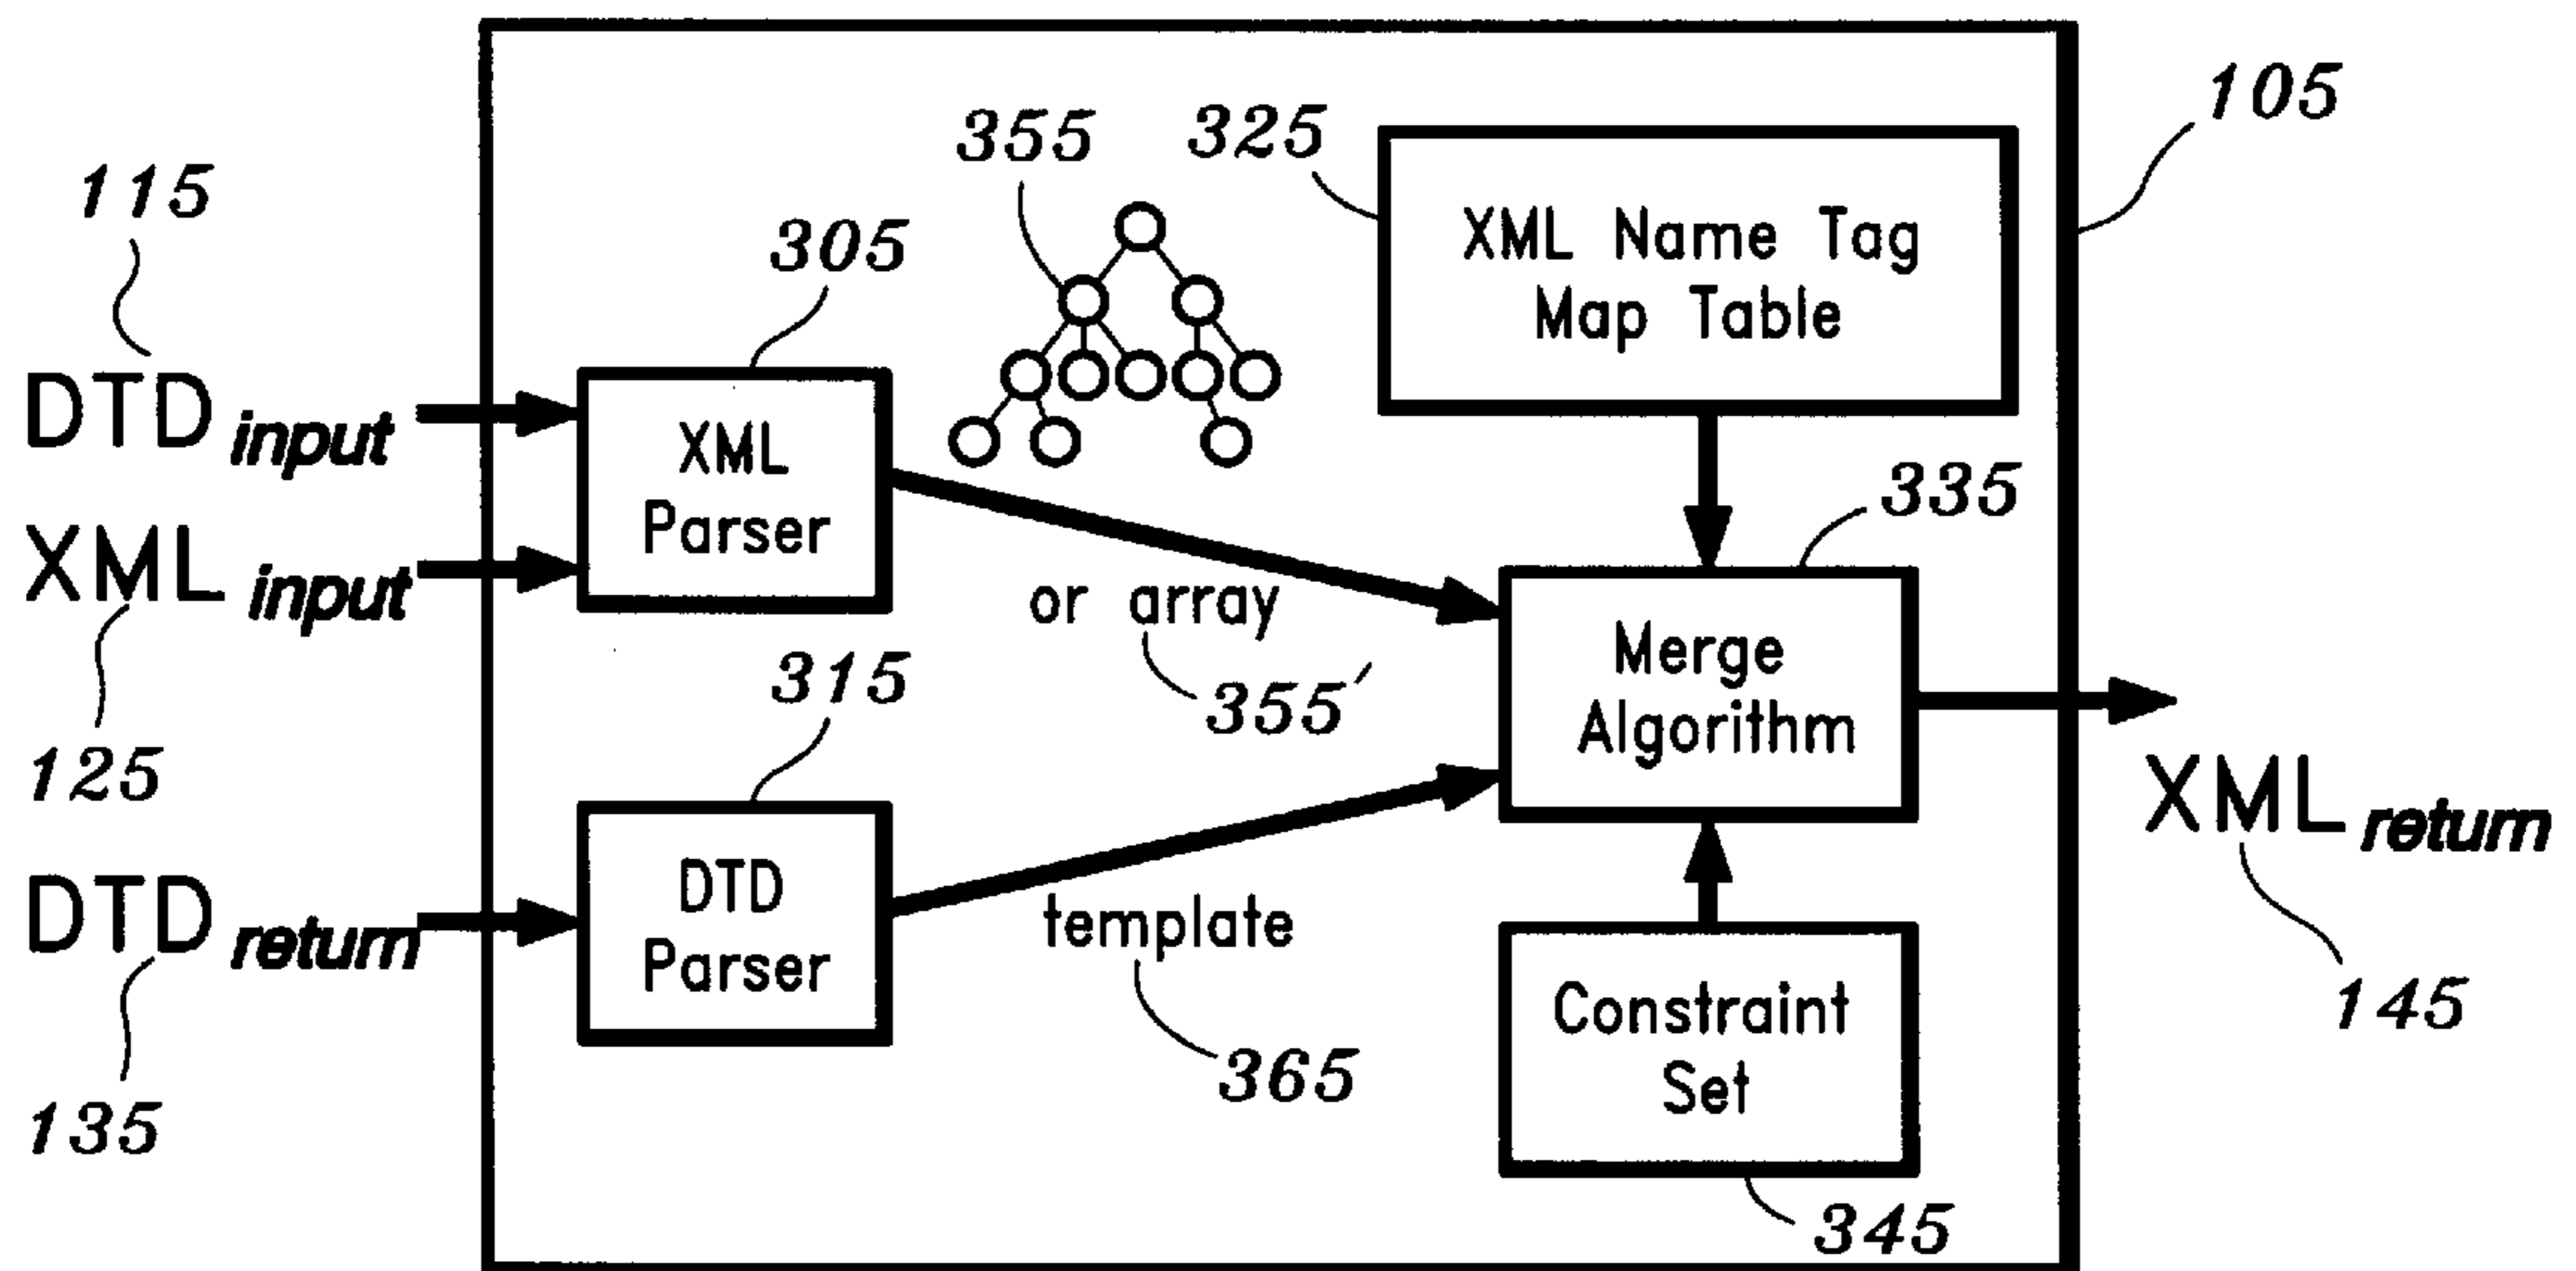 105
355
325
115
305
XML Name Tag
Map Table
DTD input
XML
Parser
335
XML input
or array
355'
Merge
Algorithm
315
125
XML return
DTD
Parser
template
DTD return
365
Constraint
Set
145
135
345